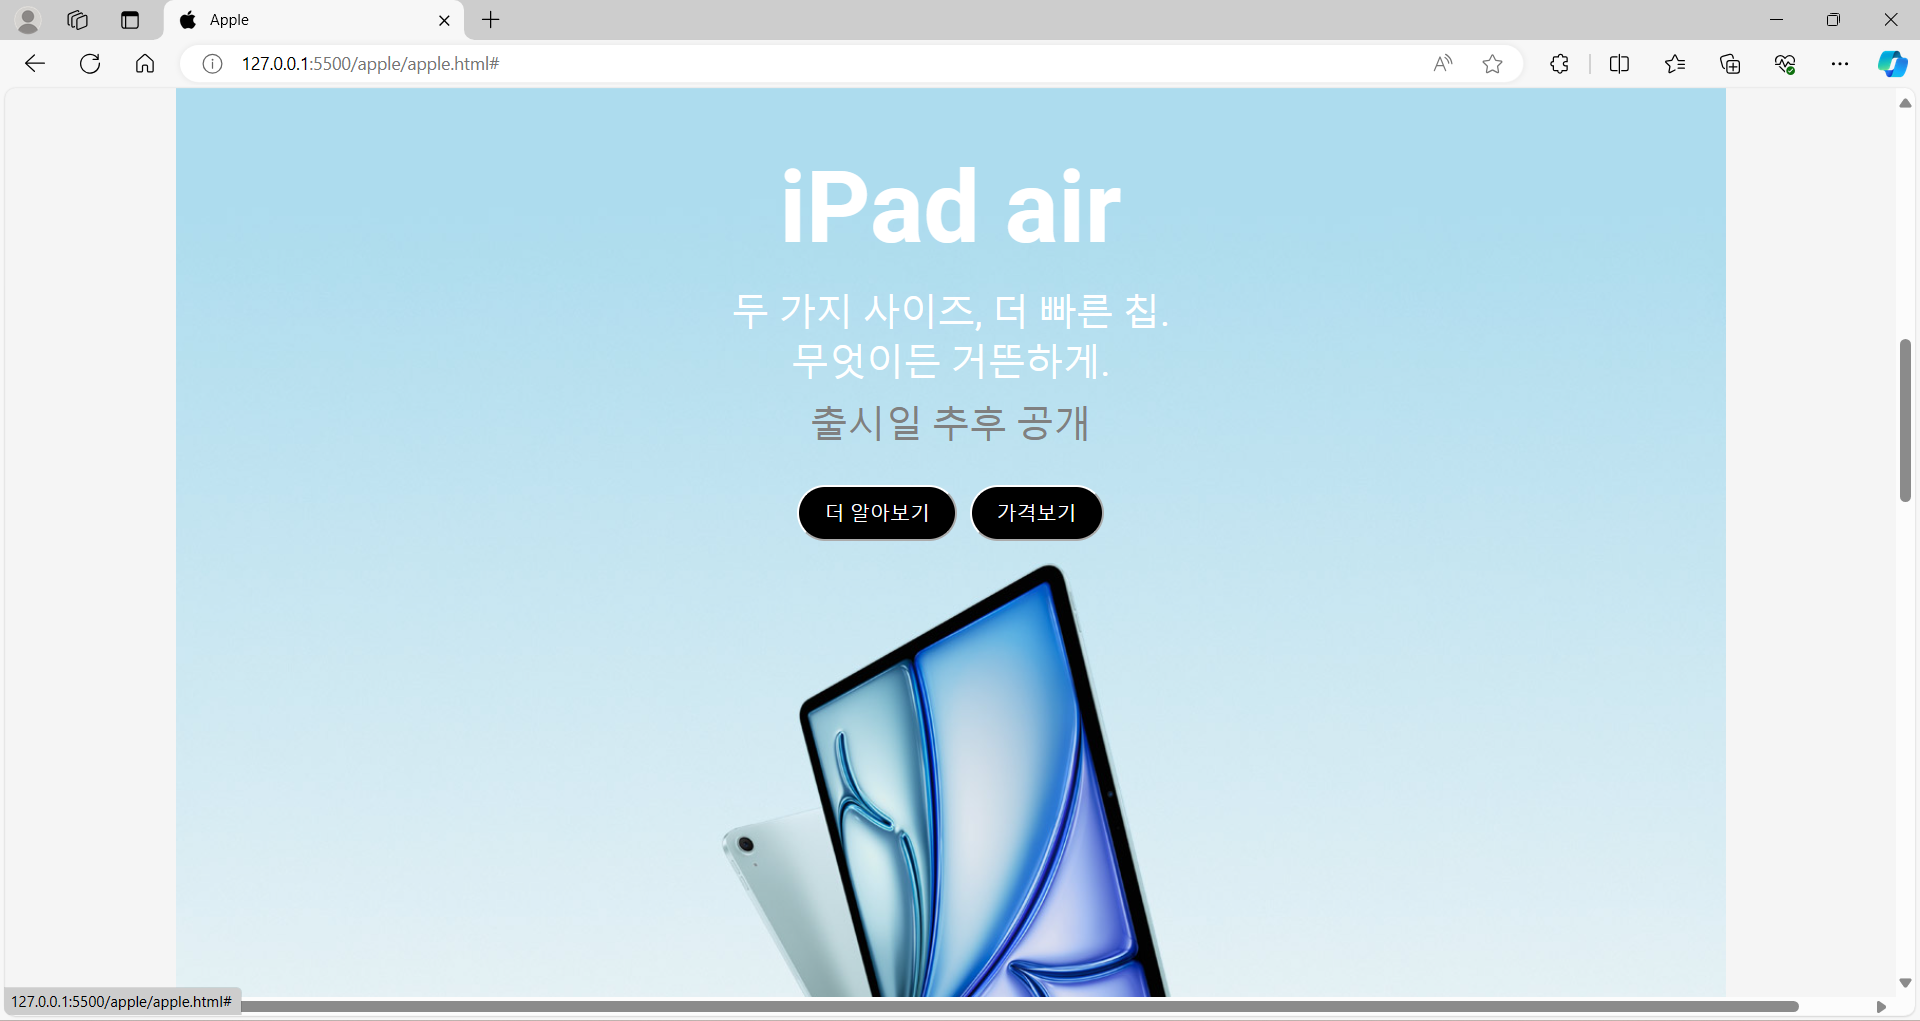 Apple
127.0.0.1:5500/apple/apple.html#
iPad air
두 가지 사이즈, 더 빠른 칩.
무엇이든 거뜬하게.
출시일 추후 공개
더 알아보기
가격보기
127.0.0.1:5500/apple/apple.html#